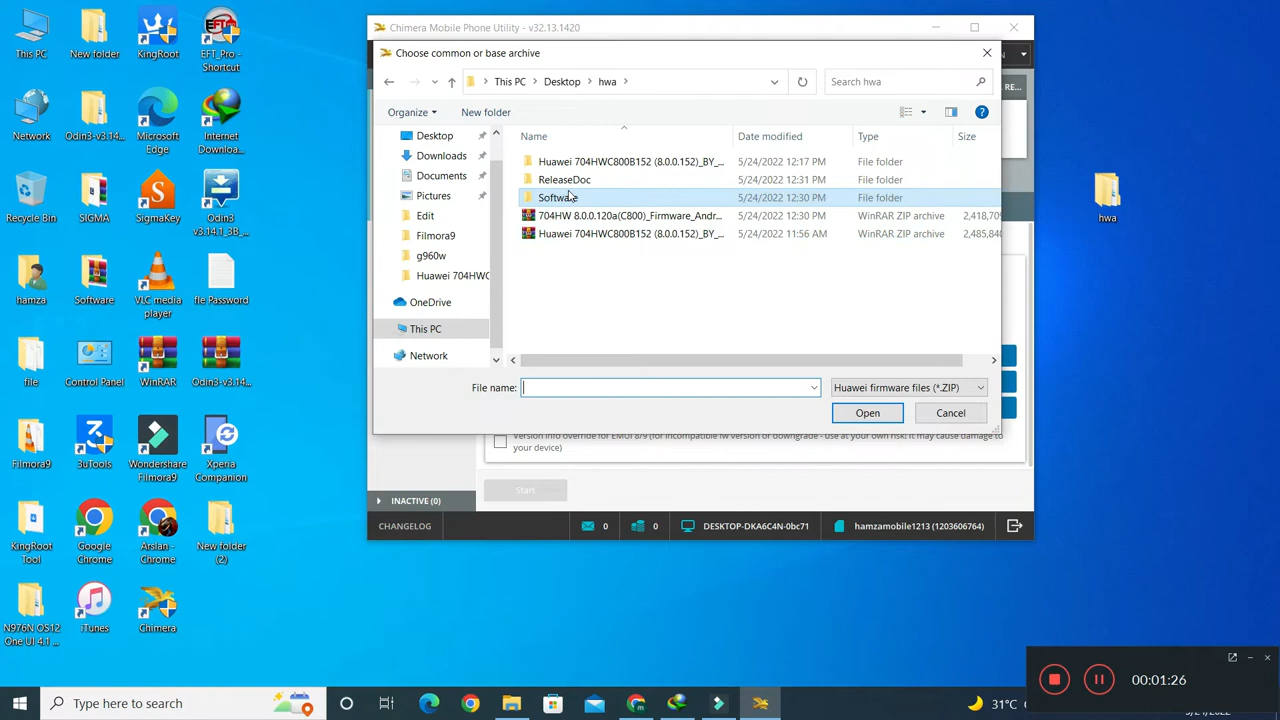 This PC
New folder
KingRoot
EFT_Pro -
Shortcut
Network
Odin3-v3.14...
Microsoft
Edge
Internet
Downloa...
Recycle Bin
SIGMA
SigmaKey
Odin3
v3.14.1_3B_...
hamza
Software
VLC media
player
fle Password
file
Control Panel
WinRAR
Odin3-v3.14...
Filmora9
3uTools
Wondershare
Filmora9
Xperia
Companion
KingRoot
Tool
Google
Chrome
Arslan -
Chrome
New folder
(2)
N976N OS12
One UI 4.1 ...
iTunes
Chimera
hwa
Chimera Mobile Phone Utility - v32.13.1420
Choose common or base archive
This PC
Desktop
hwa
Search hwa
Organize
New folder
Desktop
Downloads
Documents
Pictures
Edit
Filmora9
g960w
Huawei 704HWC
OneDrive
This PC
Network
Name
Date modified
Type
Size
Huawei 704HWC800B152 (8.0.0.152)_BY_...
5/24/2022 12:17 PM
File folder
ReleaseDoc
5/24/2022 12:31 PM
File folder
Software
5/24/2022 12:30 PM
File folder
704HW 8.0.0.120a(C800)_Firmware_Andr...
5/24/2022 12:30 PM
WinRAR ZIP archive
2,418,70
Huawei 704HWC800B152 (8.0.0.152)_BY_...
5/24/2022 11:56 AM
WinRAR ZIP archive
2,485,840
File name:
Huawei firmware files (*.ZIP)
Open
Cancel
N
RE...
Version info override for EMUI 8/9 (for incompatible fw version or downgrade - use at your own risk! It may cause damage to
your device)
INACTIVE (0)
Start
CHANGELOG
0
0
DESKTOP-DKA6C4N-0bc71
hamzamobile1213 (1203606764)
00:01:26
Type here to search
31°C